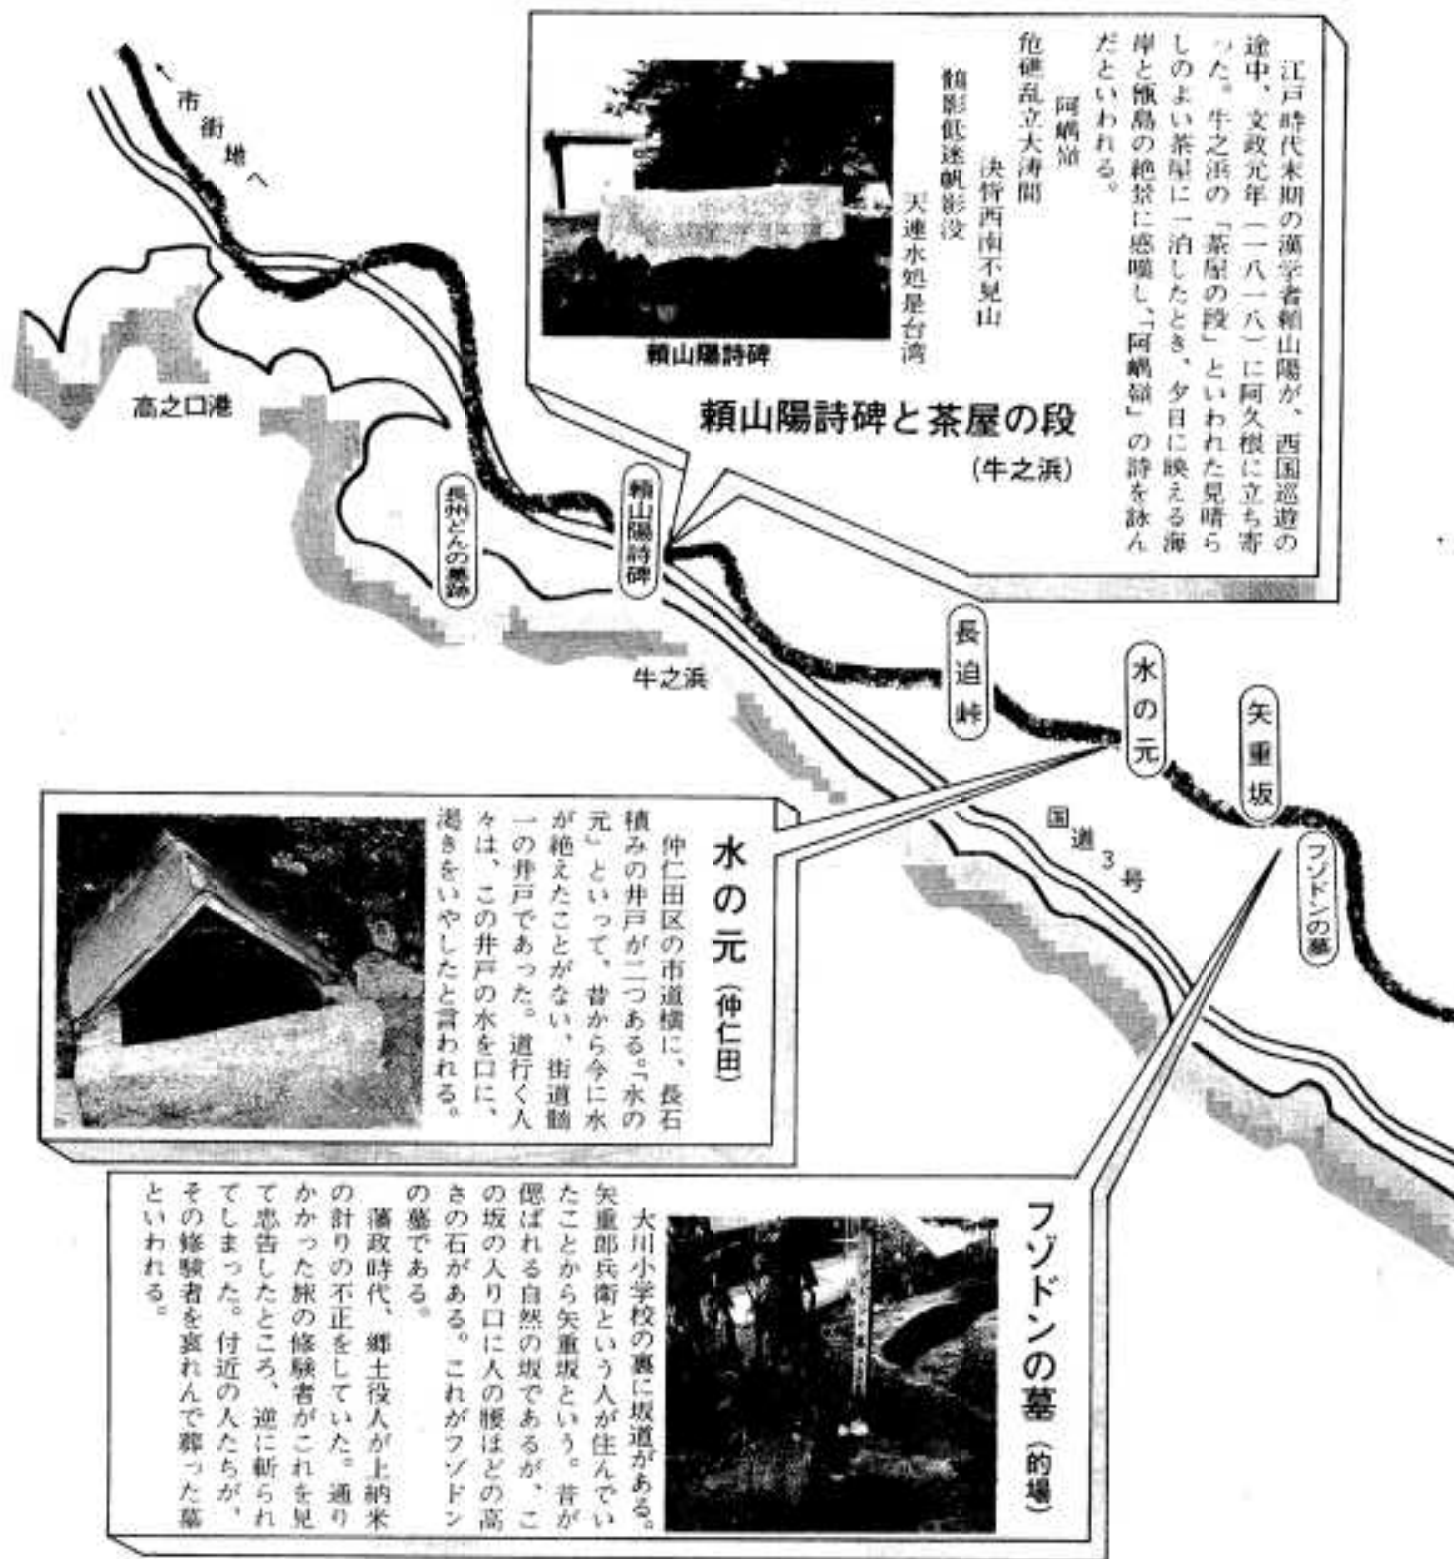 江戸時代末期の漢学者頼山陽が、西国巡遊の
途中、文政元年(一八一八)に阿久根に立ち寄
った。牛之浜の「茶屋の段」といわれた見晴ら
しのよい茶屋に一泊したとき、夕日に映える海
岸と甑島の絶景に感嘆し、「阿嵎嶺」の詩を詠ん
だといわれる。
阿嵎嶺
危礁乱立大涛間
決眥西南不見山
鶻影低迷帆影没
天連水処是台湾
頼山陽詩碑
頼山陽詩碑と茶屋の段
(牛之浜)
←市街地へ
高之口港
長州どんの墓跡
頼山陽詩碑
牛之浜
長迫峠
水の元
矢重坂
フゾドンの墓
国道3号
水の元(仲仁田)
仲仁田区の市道横に、長石
積みの井戸が二つある。「水の
元」といって、昔から今に水
が絶えたことがない、街道随
一の井戸であった。道行く人
々は、この井戸の水を口に、
渇きをいやしたと言われる。
フゾドンの墓(的場)
大川小学校の裏に坂道がある。
矢重郎兵衛という人が住んでい
たことから矢重坂という。昔が
偲ばれる自然の坂であるが、こ
の坂の入り口に人の腰ほどの高
さの石がある。これがフゾドン
の墓である。
藩政時代、郷士役人が上納米
の計りの不正をしていた。通り
かかった旅の修験者がこれを見
て忠告したところ、逆に斬られ
てしまった。付近の人たちが、
その修験者を哀れんで葬った墓
といわれる。